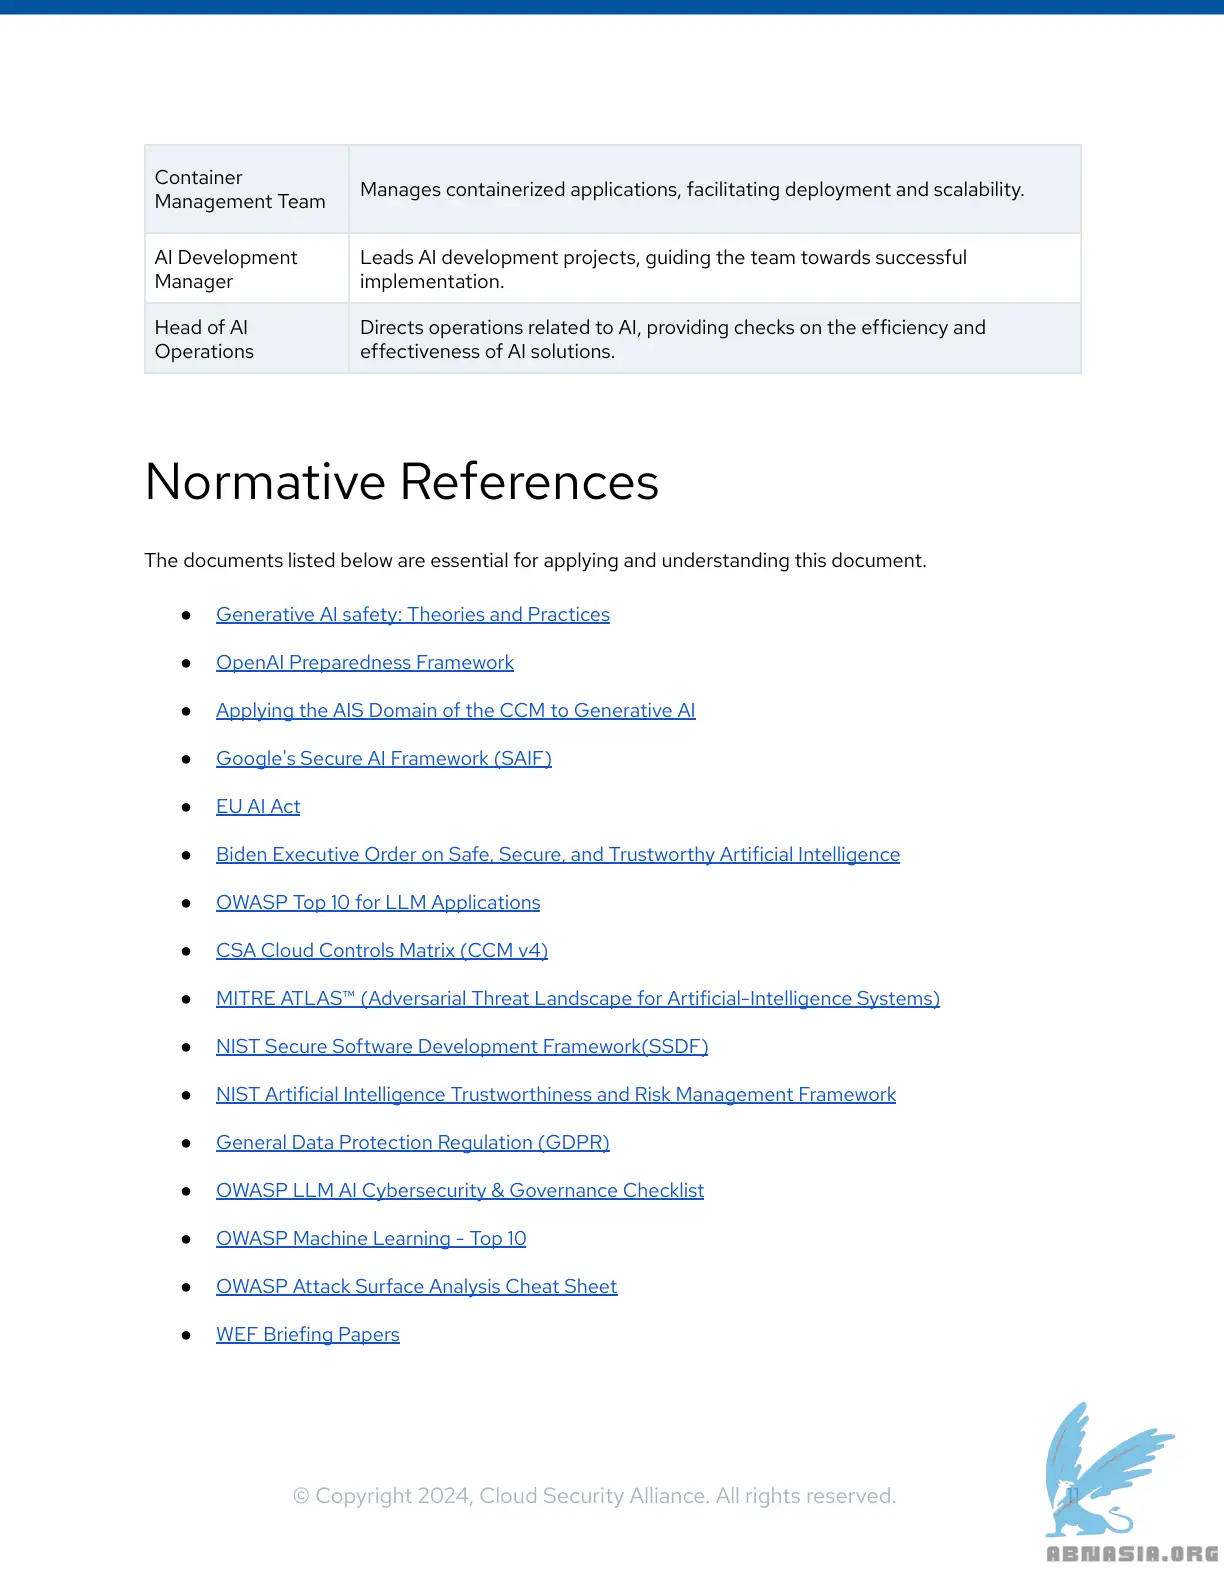 Container
Management Team
Manages containerized applications, facilitating deployment and scalability.
AI Development
Manager
Leads AI development projects, guiding the team towards successful
implementation.
Head of AI
Operations
Directs operations related to AI, providing checks on the efficiency and
effectiveness of AI solutions.
Normative References
The documents listed below are essential for applying and understanding this document.
● Generative AI safety: Theories and Practices
● OpenAI Preparedness Framework
● Applying the AIS Domain of the CCM to Generative AI
● Google's Secure AI Framework (SAIF)
● EU AI Act
● Biden Executive Order on Safe, Secure, and Trustworthy Artificial Intelligence
● OWASP Top 10 for LLM Applications
● CSA Cloud Controls Matrix (CCM v4)
● MITRE ATLAS™ (Adversarial Threat Landscape for Artificial-Intelligence Systems)
● NIST Secure Software Development Framework(SSDF)
● NIST Artificial Intelligence Trustworthiness and Risk Management Framework
● General Data Protection Regulation (GDPR)
● OWASP LLM AI Cybersecurity & Governance Checklist
● OWASP Machine Learning - Top 10
● OWASP Attack Surface Analysis Cheat Sheet
● WEF Briefing Papers
© Copyright 2024, Cloud Security Alliance. All rights reserved.
ABNASIA.ORG